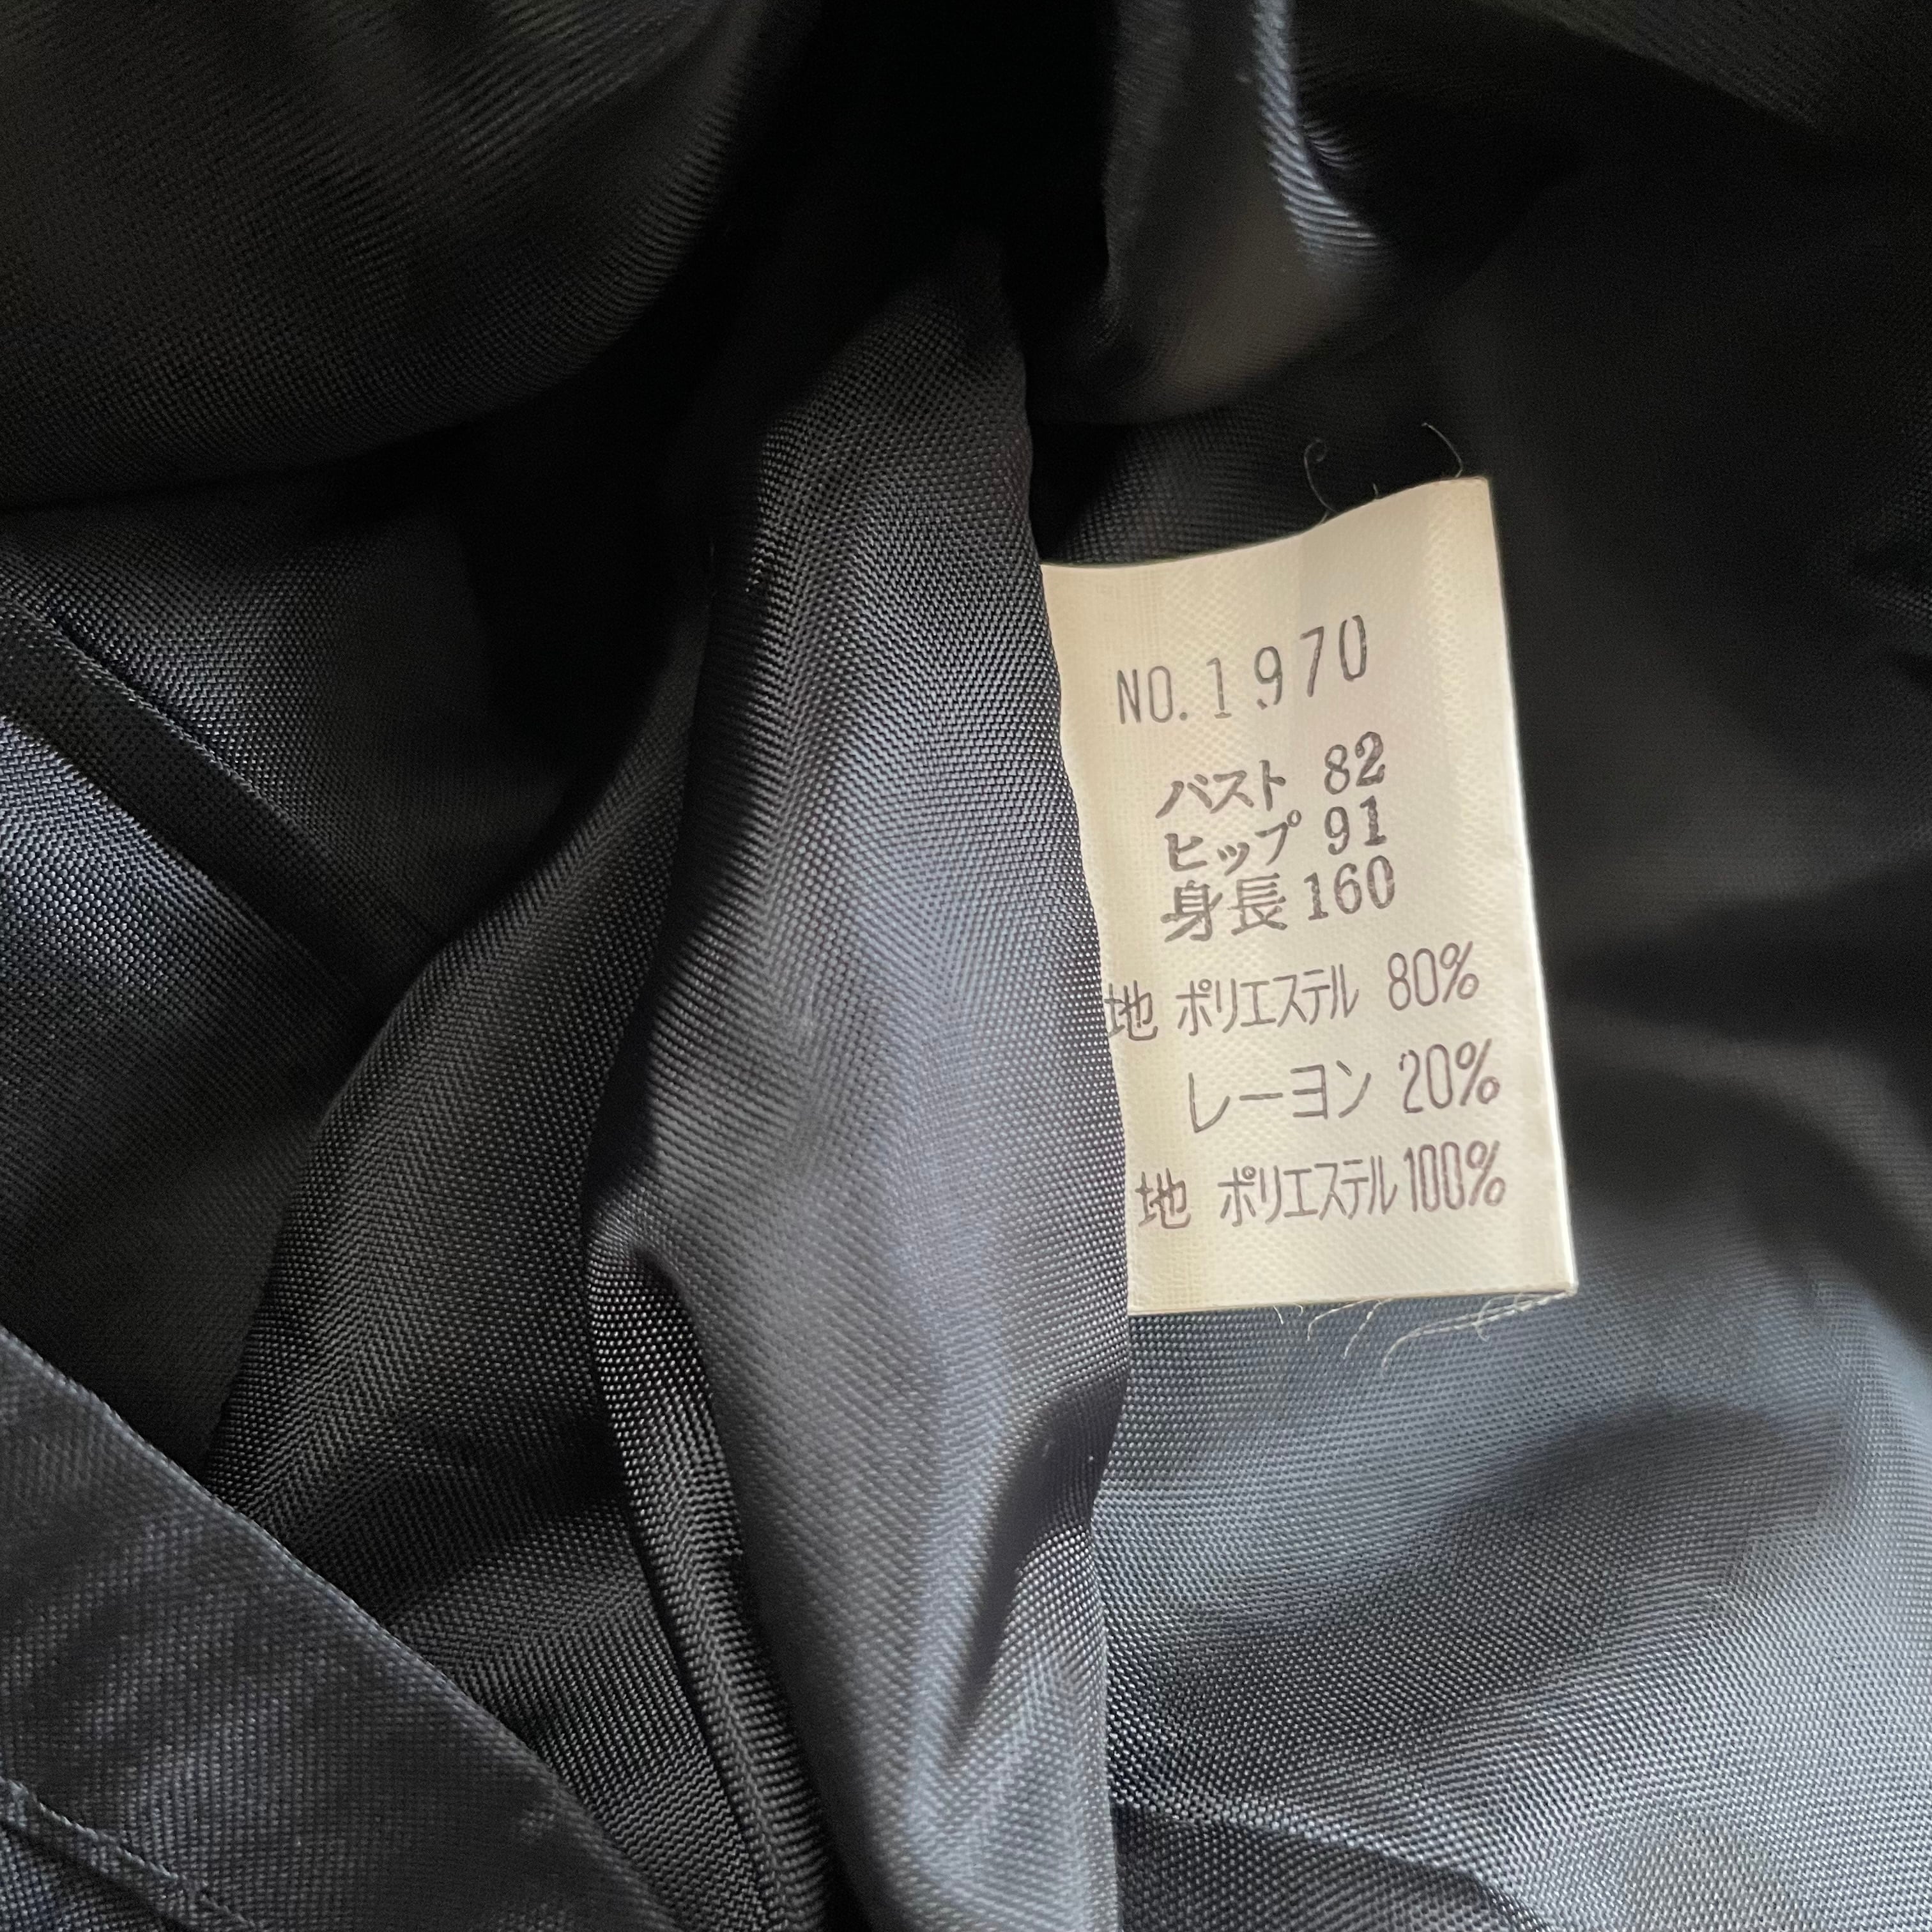 NO.1970
バスト 82
ヒップ 91
身長 160
地 ポリエステル 80%
レーヨン 20%
地 ポリエステル 100%